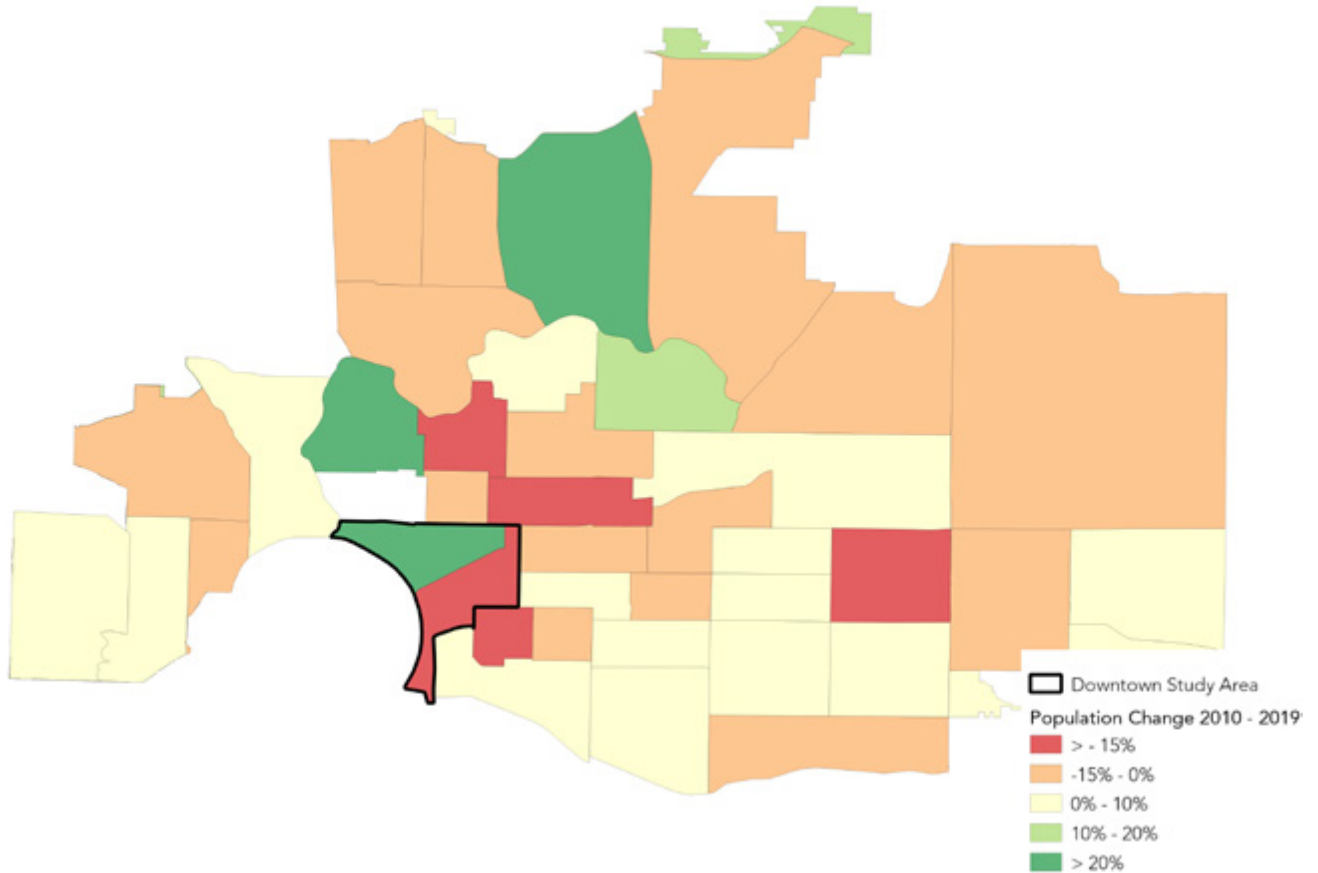 Downtown Study Area
Population Change 2010 - 2019
> - 15%
-15% - 0%
0% - 10%
10% - 20%
> 20%